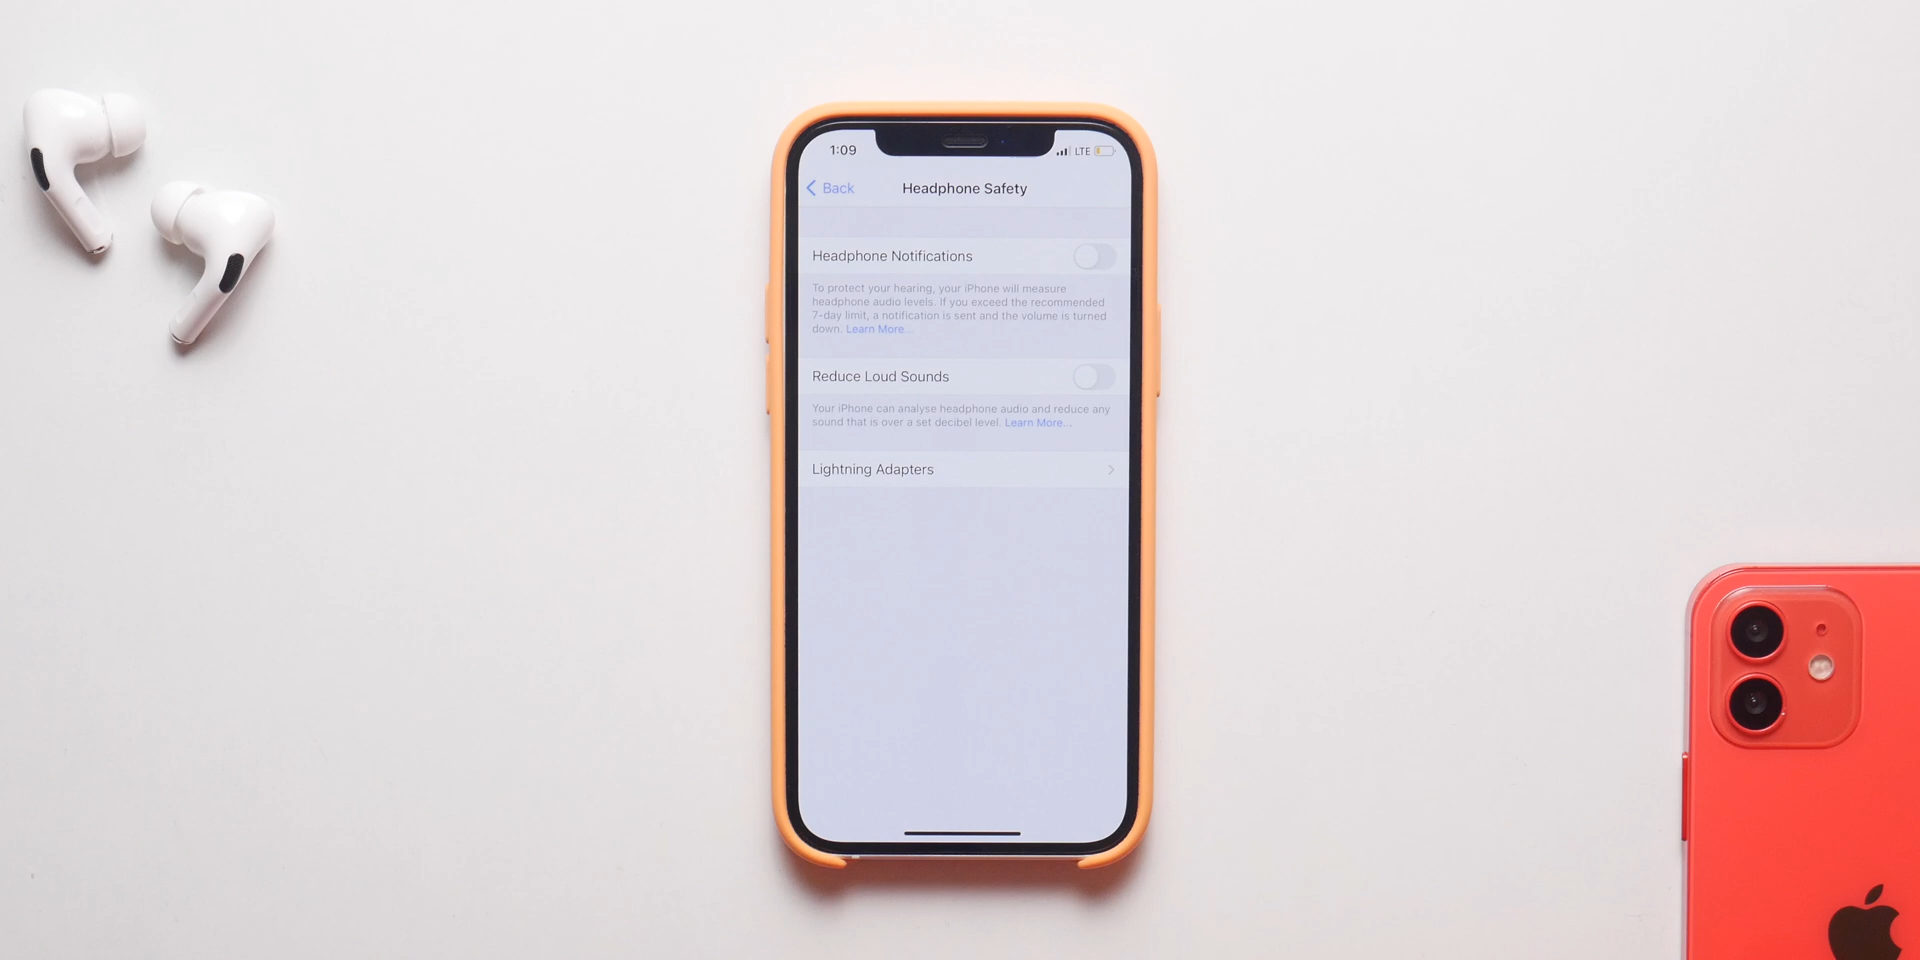 1:09
LTE
Back
Headphone Safety
Headphone Notifications
To protect your hearing, your iPhone will measure
headphone audio levels. If you exceed the recommended
7-day limit, a notification is sent and the volume is turned
down. Learn More...
Reduce Loud Sounds
Your iPhone can analyse headphone audio and reduce any
sound that is over a set decibel level. Learn More...
Lightning Adapters